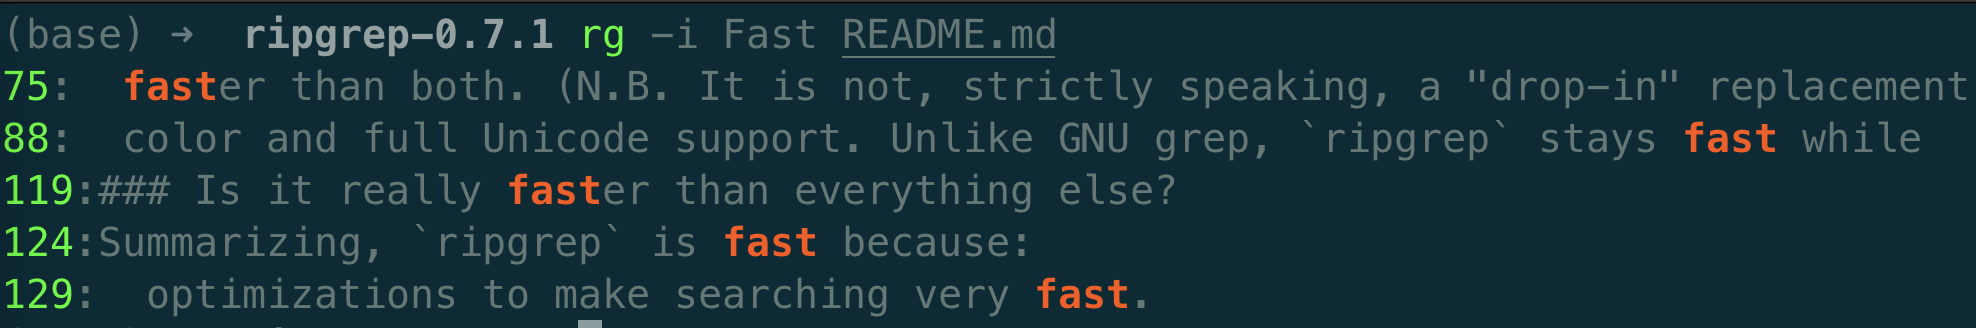 (base) ➜  ripgrep-0.7.1 rg -i Fast README.md
75:  faster than both. (N.B. It is not, strictly speaking, a "drop-in" replacement
88:  color and full Unicode support. Unlike GNU grep, `ripgrep` stays fast while
119:### Is it really faster than everything else?
124:Summarizing, `ripgrep` is fast because:
129:  optimizations to make searching very fast.